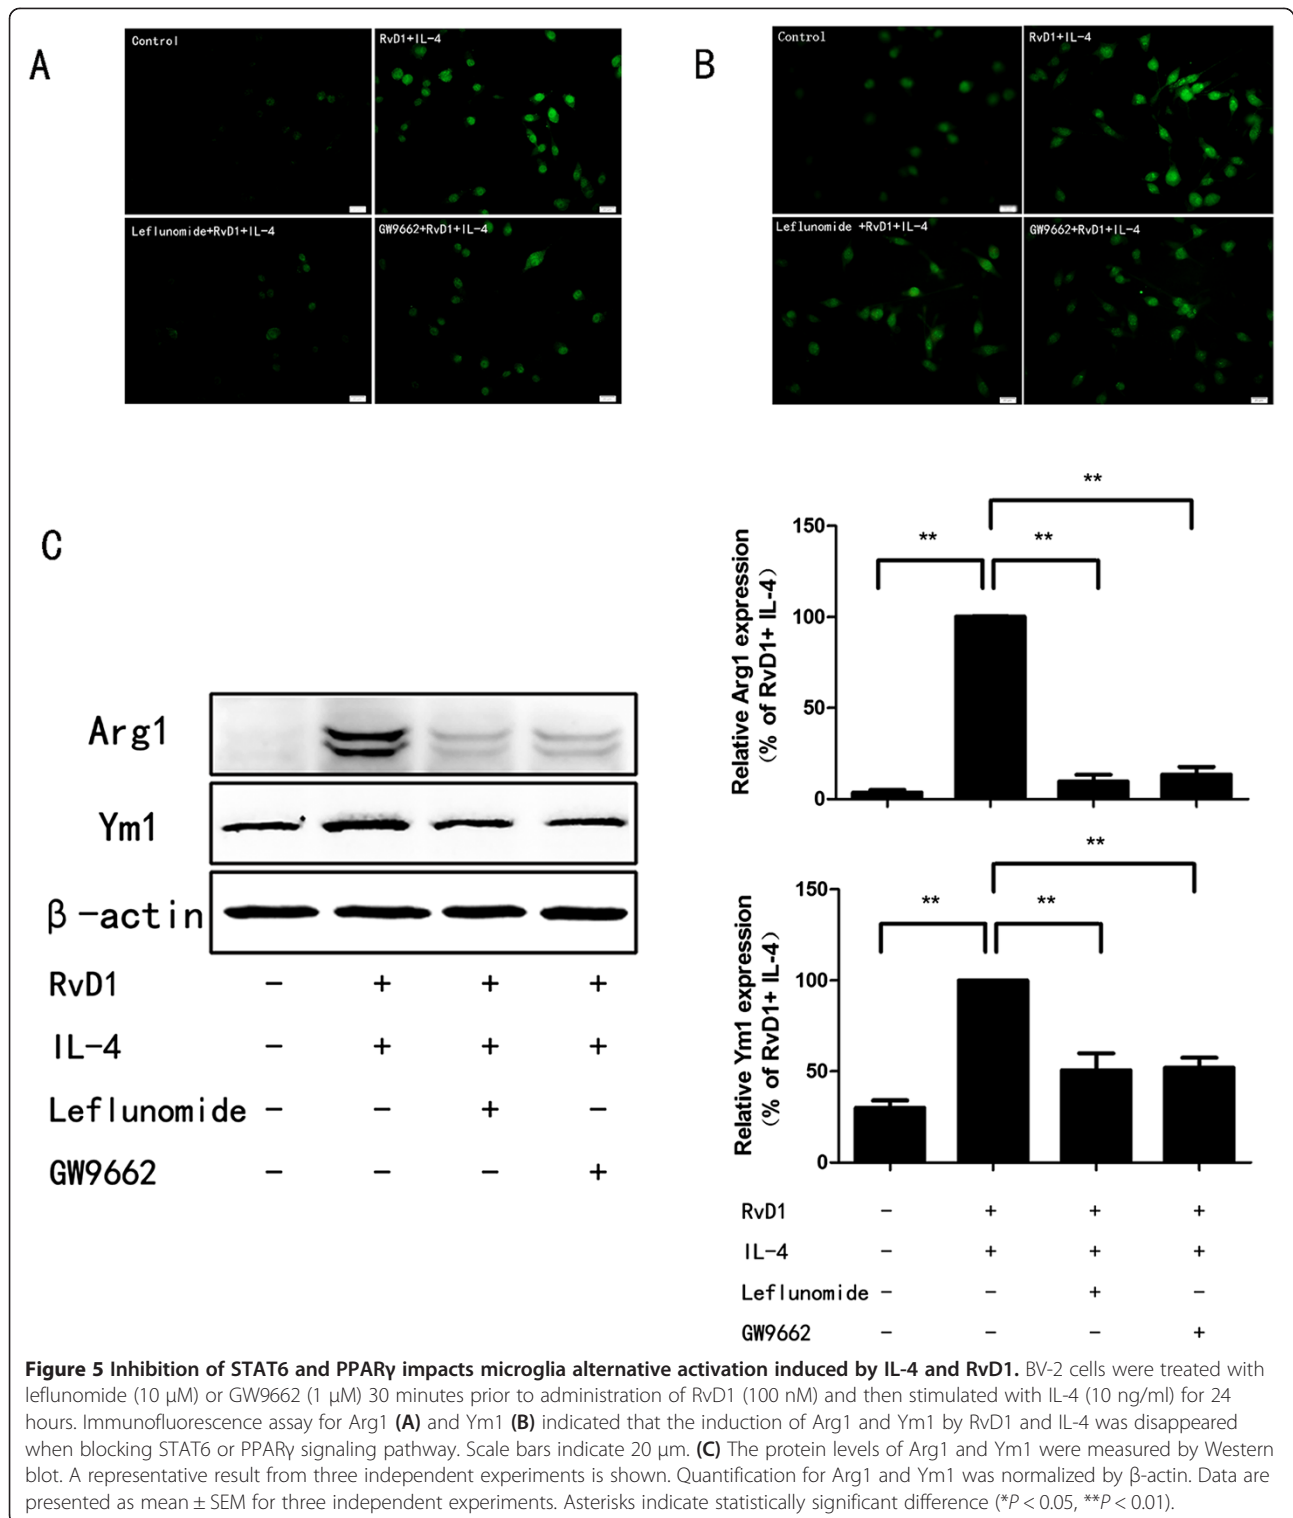 A
Control
RvD1+IL-4
Leflunomide+RvD1+IL-4
GW9662+RvD1+IL-4
B
Control
RvD1+IL-4
Leflunomide +RvD1+IL-4
GW9662+RvD1+IL-4
C
Arg1
Ym1
β-actin
RvD1 − + + +
IL-4 − + + +
Leflunomide − − + −
GW9662 − − − +
Relative Arg1 expression
(% of RvD1+ IL-4)
150
100
50
0
**
**
**
Relative Ym1 expression
(% of RvD1+ IL-4)
150
100
50
0
**
**
**
RvD1 − + + +
IL-4 − + + +
Leflunomide − − + −
GW9662 − − − +
Figure 5 Inhibition of STAT6 and PPARγ impacts microglia alternative activation induced by IL-4 and RvD1. BV-2 cells were treated with
leflunomide (10 μM) or GW9662 (1 μM) 30 minutes prior to administration of RvD1 (100 nM) and then stimulated with IL-4 (10 ng/ml) for 24
hours. Immunofluorescence assay for Arg1 (A) and Ym1 (B) indicated that the induction of Arg1 and Ym1 by RvD1 and IL-4 was disappeared
when blocking STAT6 or PPARγ signaling pathway. Scale bars indicate 20 μm. (C) The protein levels of Arg1 and Ym1 were measured by Western
blot. A representative result from three independent experiments is shown. Quantification for Arg1 and Ym1 was normalized by β-actin. Data are
presented as mean ± SEM for three independent experiments. Asterisks indicate statistically significant difference (*P < 0.05, **P < 0.01).